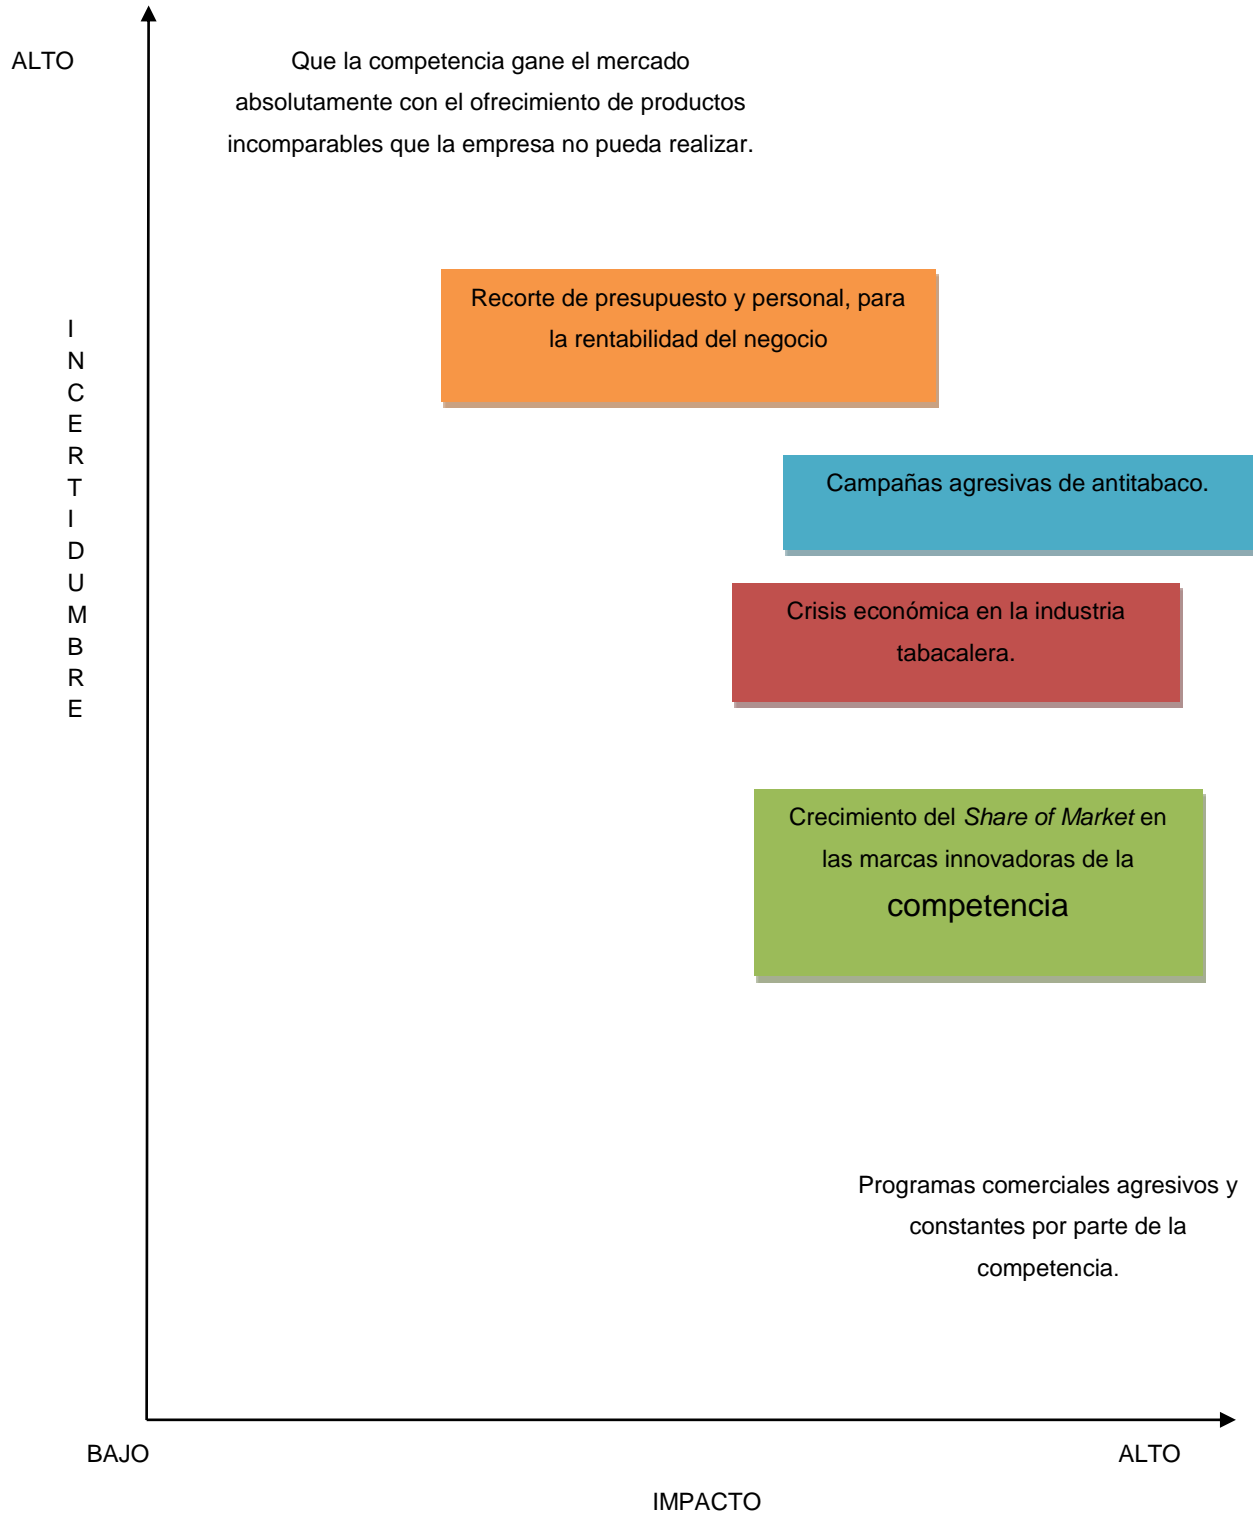 ALTO
Que la competencia gane el mercado
absolutamente con el ofrecimiento de productos
incomparables que la empresa no pueda realizar.
Recorte de presupuesto y personal, para
la rentabilidad del negocio
I
N
C
E
R
T
I
D
U
M
B
R
E
Campañas agresivas de antitabaco.
Crisis económica en la industria
tabacalera.
Crecimiento del Share of Market en
las marcas innovadoras de la
competencia
Programas comerciales agresivos y
constantes por parte de la
competencia.
BAJO
ALTO
IMPACTO